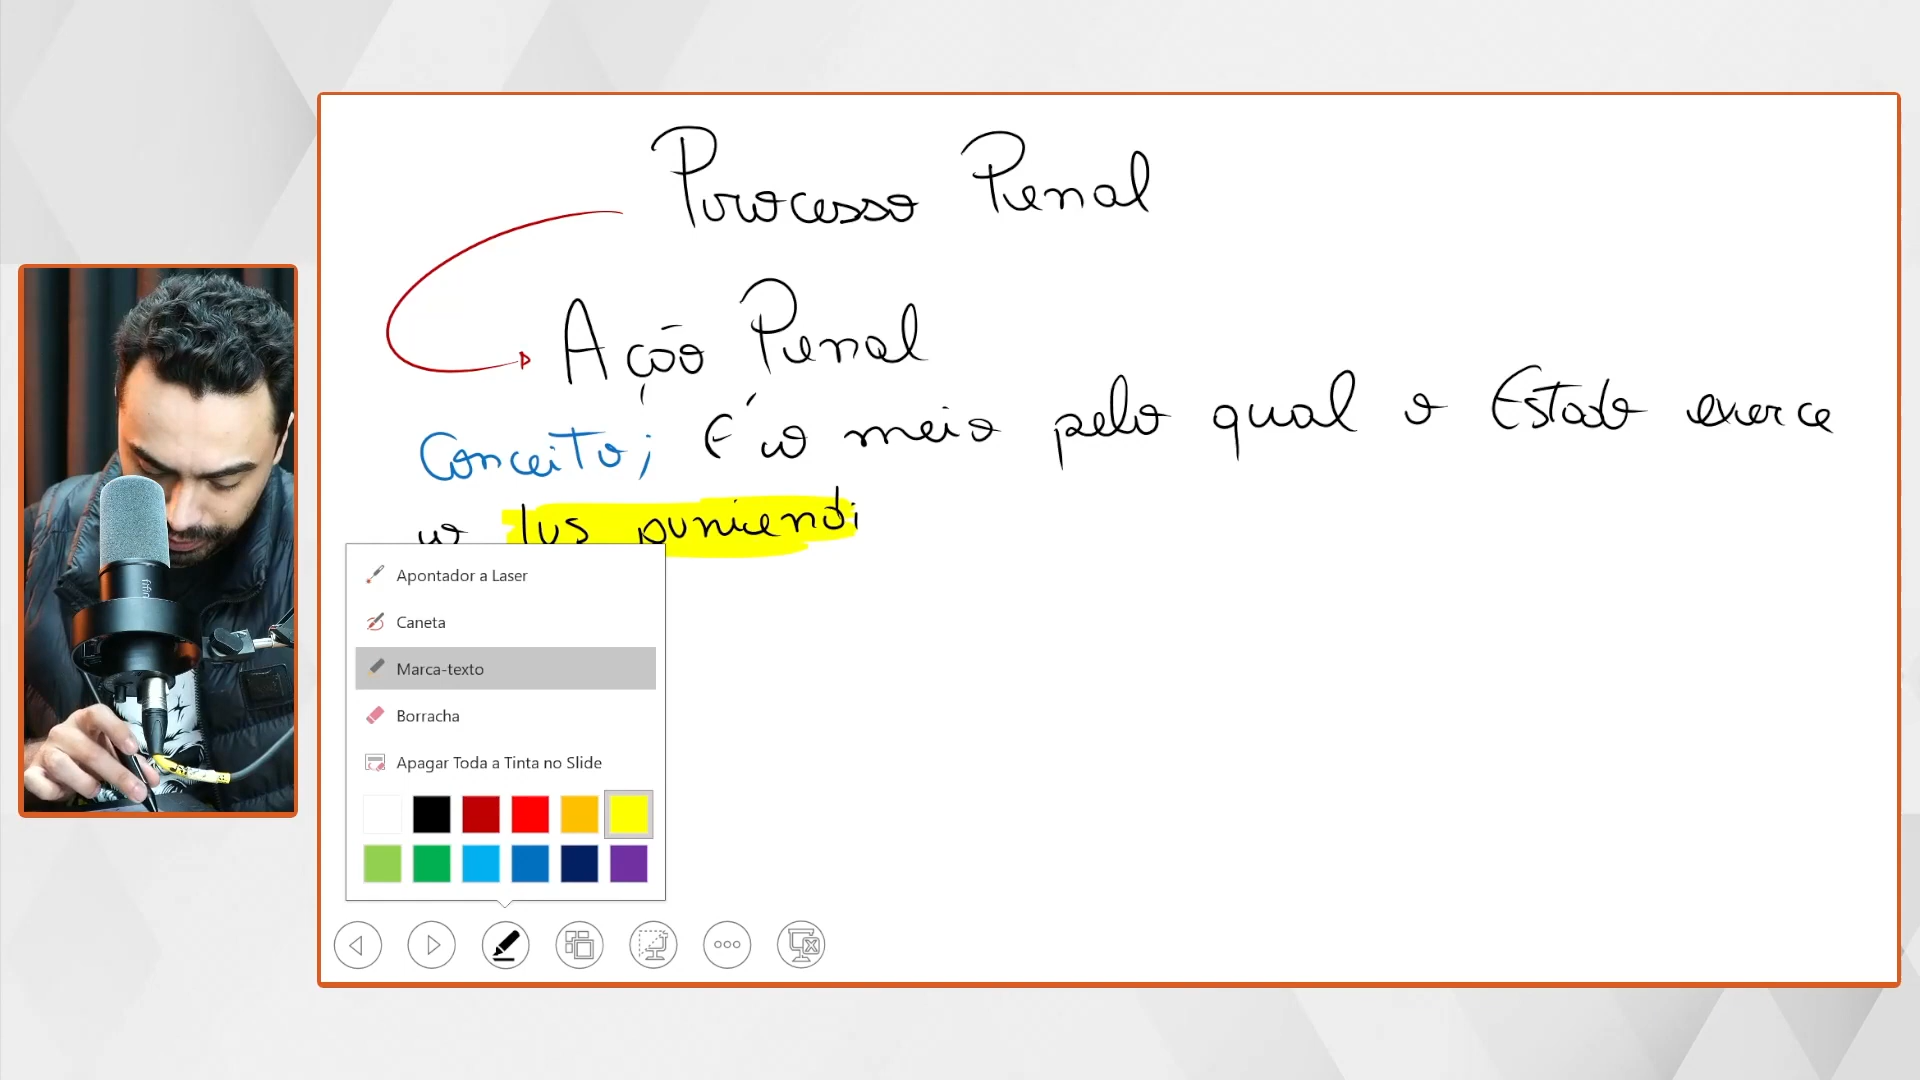 Processo Penal
Ação Penal
Conceito; É o meio pelo qual o Estado exerce
o Ius puniendi
Apontador a Laser
Caneta
Marca-texto
Borracha
Apagar Toda a Tinta no Slide